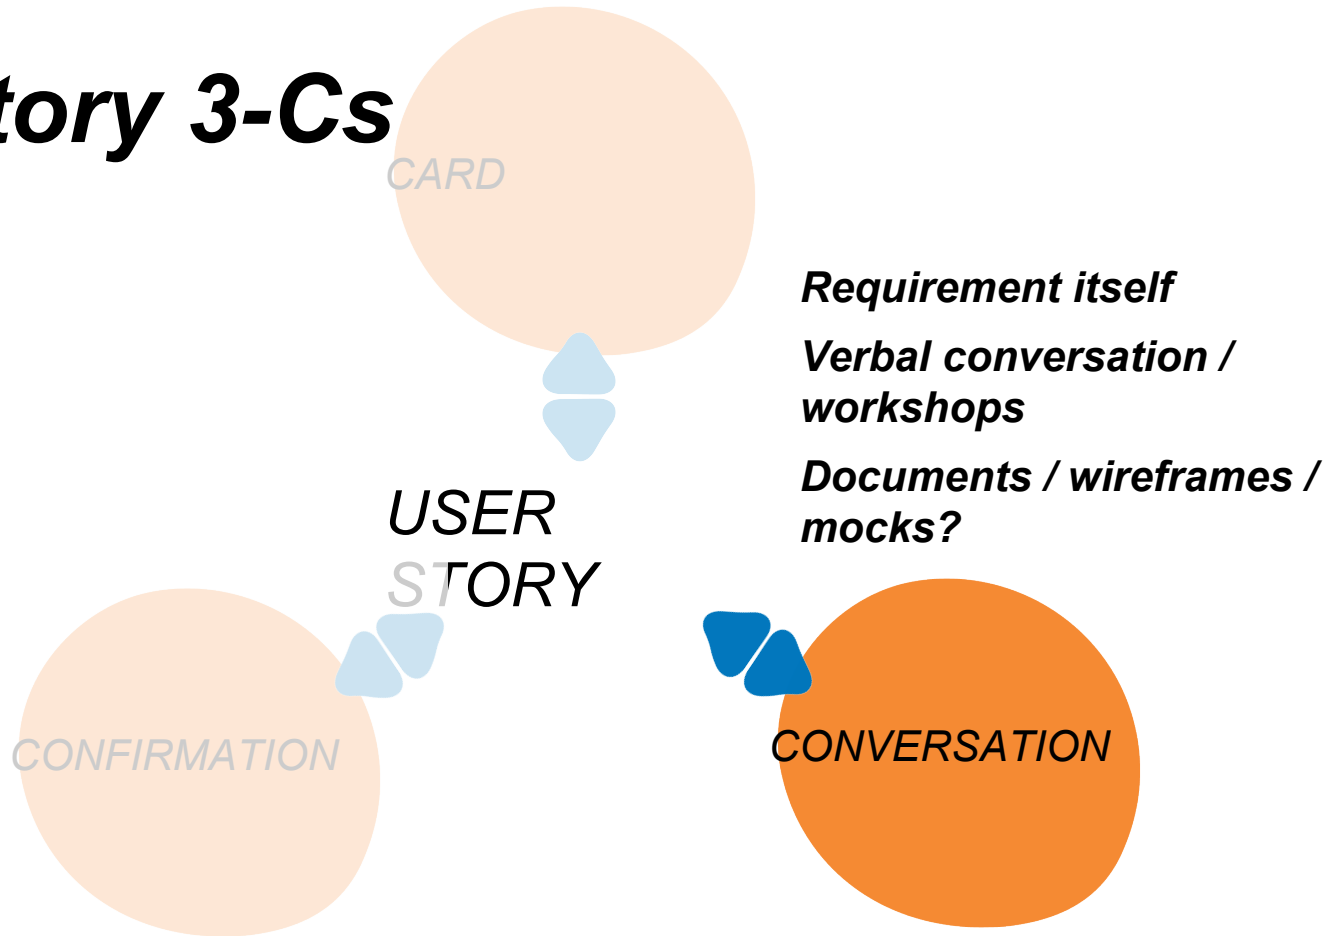 tory 3-Cs
CARD
Requirement itself
Verbal conversation /
workshops
Documents / wireframes /
mocks?
USER
STORY
CONFIRMATION
CONVERSATION